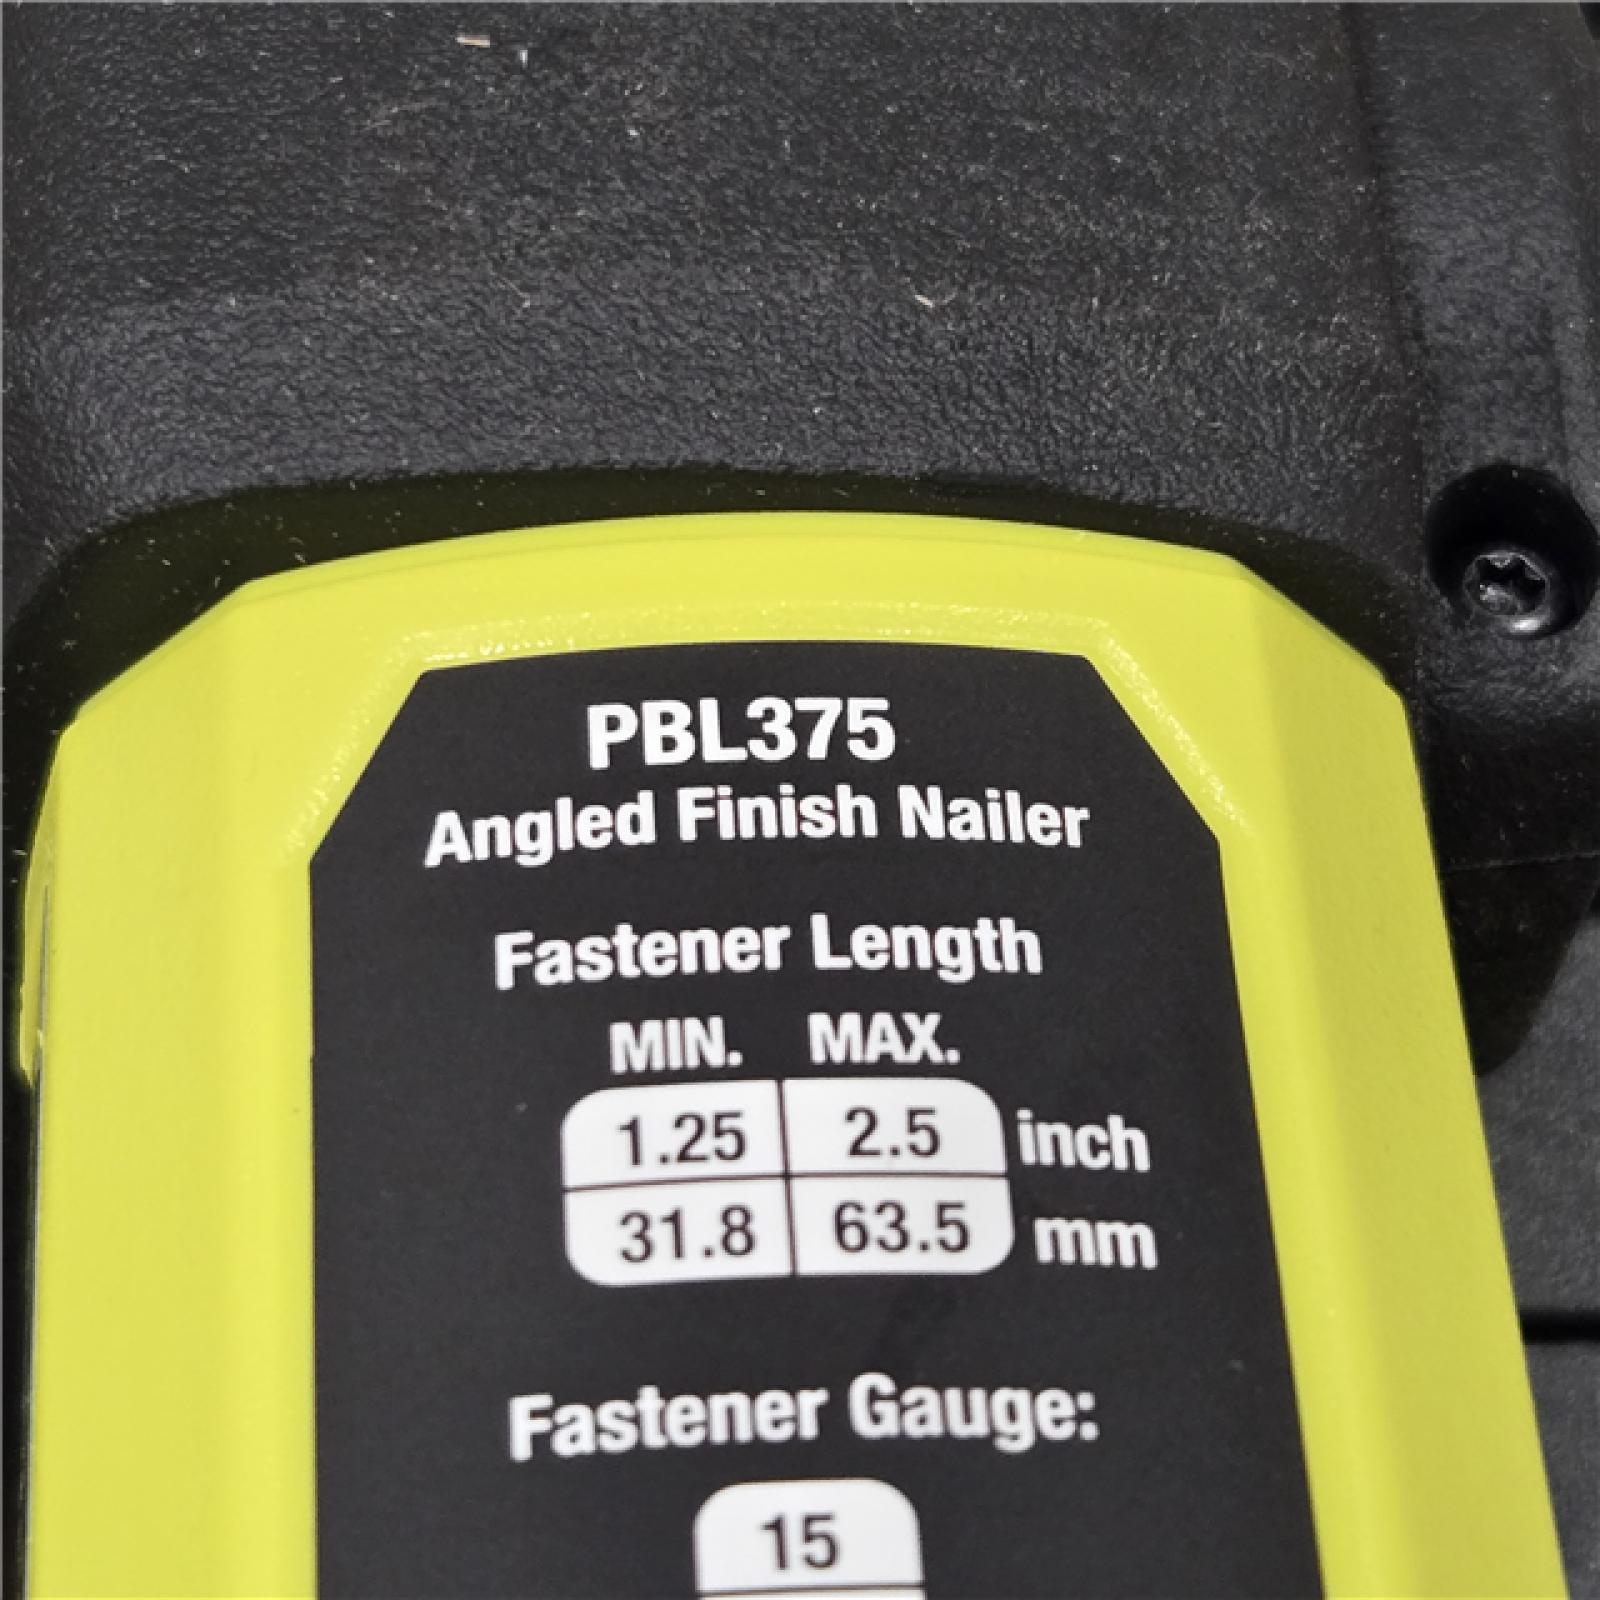 PBL375
Angled Finish Nailer
Fastener Length
MIN. MAX.
1.25 2.5 inch
31.8 63.5 mm
Fastener Gauge:
15